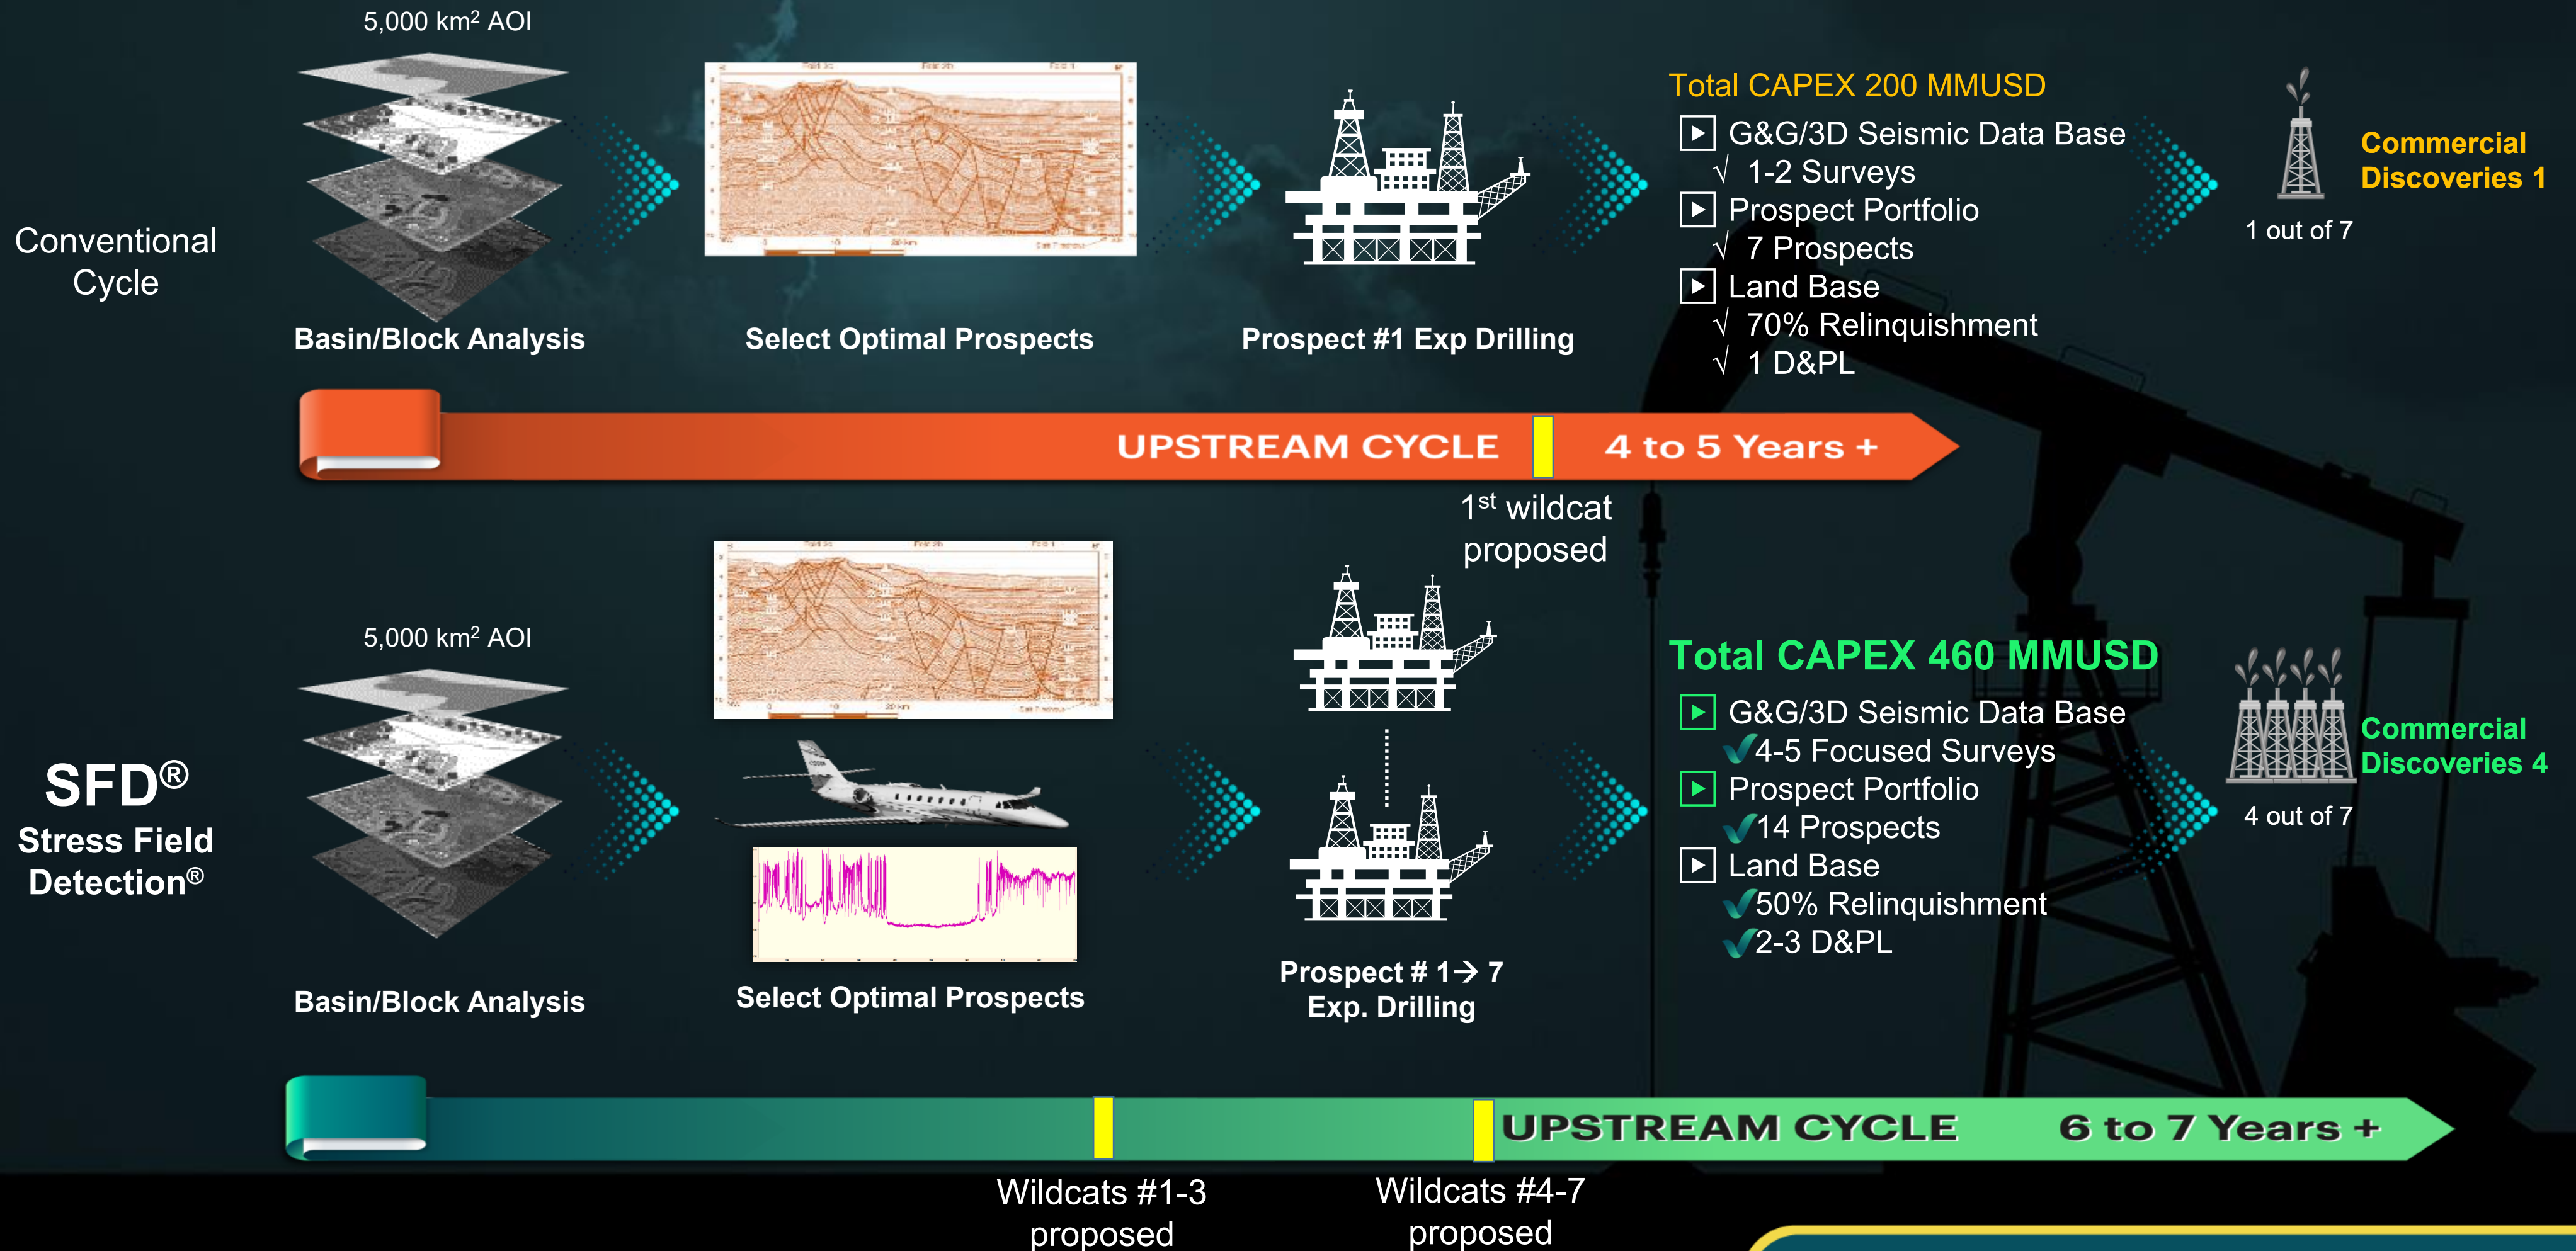 5,000 km² AOI
Conventional
Cycle
Basin/Block Analysis
Select Optimal Prospects
Prospect #1 Exp Drilling
Total CAPEX 200 MMUSD
G&G/3D Seismic Data Base
√ 1-2 Surveys
Prospect Portfolio
√ 7 Prospects
Land Base
√ 70% Relinquishment
√ 1 D&PL
Commercial
Discoveries 1
1 out of 7
UPSTREAM CYCLE 4 to 5 Years +
1st wildcat
proposed
5,000 km² AOI
SFD®
Stress Field
Detection®
Basin/Block Analysis
Select Optimal Prospects
Prospect # 1→ 7
Exp. Drilling
Total CAPEX 460 MMUSD
G&G/3D Seismic Data Base
✓4-5 Focused Surveys
Prospect Portfolio
✓14 Prospects
Land Base
✓50% Relinquishment
✓2-3 D&PL
Commercial
Discoveries 4
4 out of 7
UPSTREAM CYCLE 6 to 7 Years +
Wildcats #1-3
proposed
Wildcats #4-7
proposed